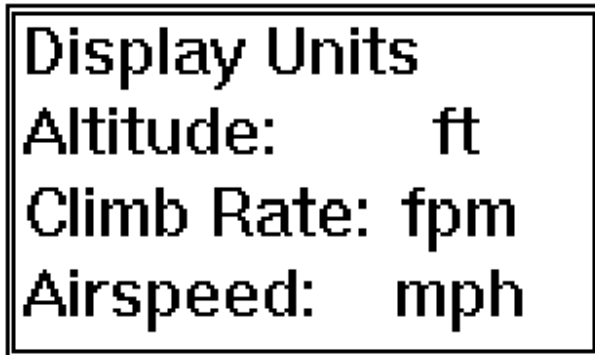 Display Units
Altitude: ft
Climb Rate: fpm
Airspeed: mph